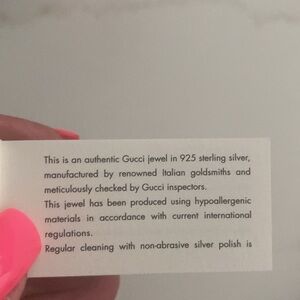 This is an authentic Gucci jewel in 925 sterling silver,
manufactured by renowned Italian goldsmiths and
meticulously checked by Gucci inspectors.
This jewel has been produced using hypoallergenic
materials in accordance with current international
regulations.
Regular cleaning with non-abrasive silver polish is